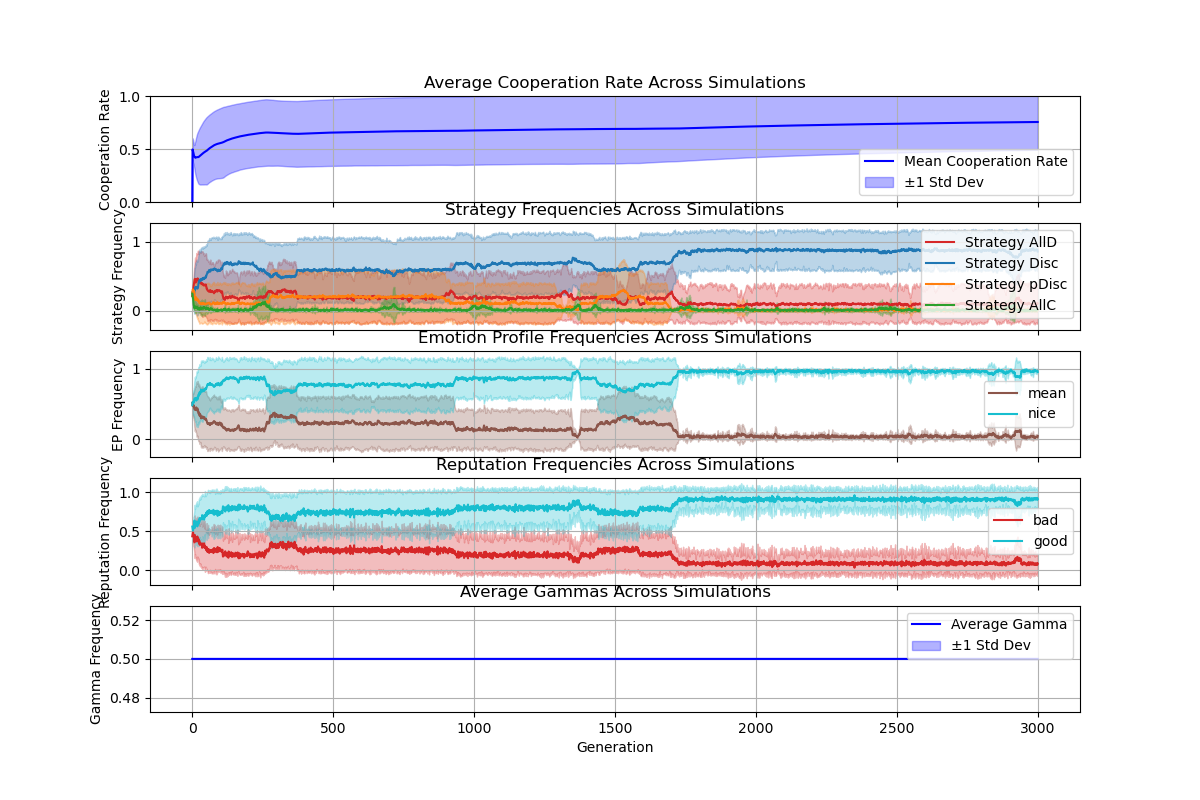 Average Cooperation Rate Across Simulations
Cooperation Rate
1.0
0.5
0.0
Mean Cooperation Rate
±1 Std Dev
Strategy Frequencies Across Simulations
Strategy Frequency
1
0
Strategy AllD
Strategy Disc
Strategy pDisc
Strategy AllC
Emotion Profile Frequencies Across Simulations
EP Frequency
1
0
mean
nice
Reputation Frequencies Across Simulations
Reputation Frequency
1.0
0.5
0.0
bad
good
Average Gammas Across Simulations
Gamma Frequency
0.52
0.50
0.48
Average Gamma
±1 Std Dev
0 500 1000 1500 2000 2500 3000
Generation